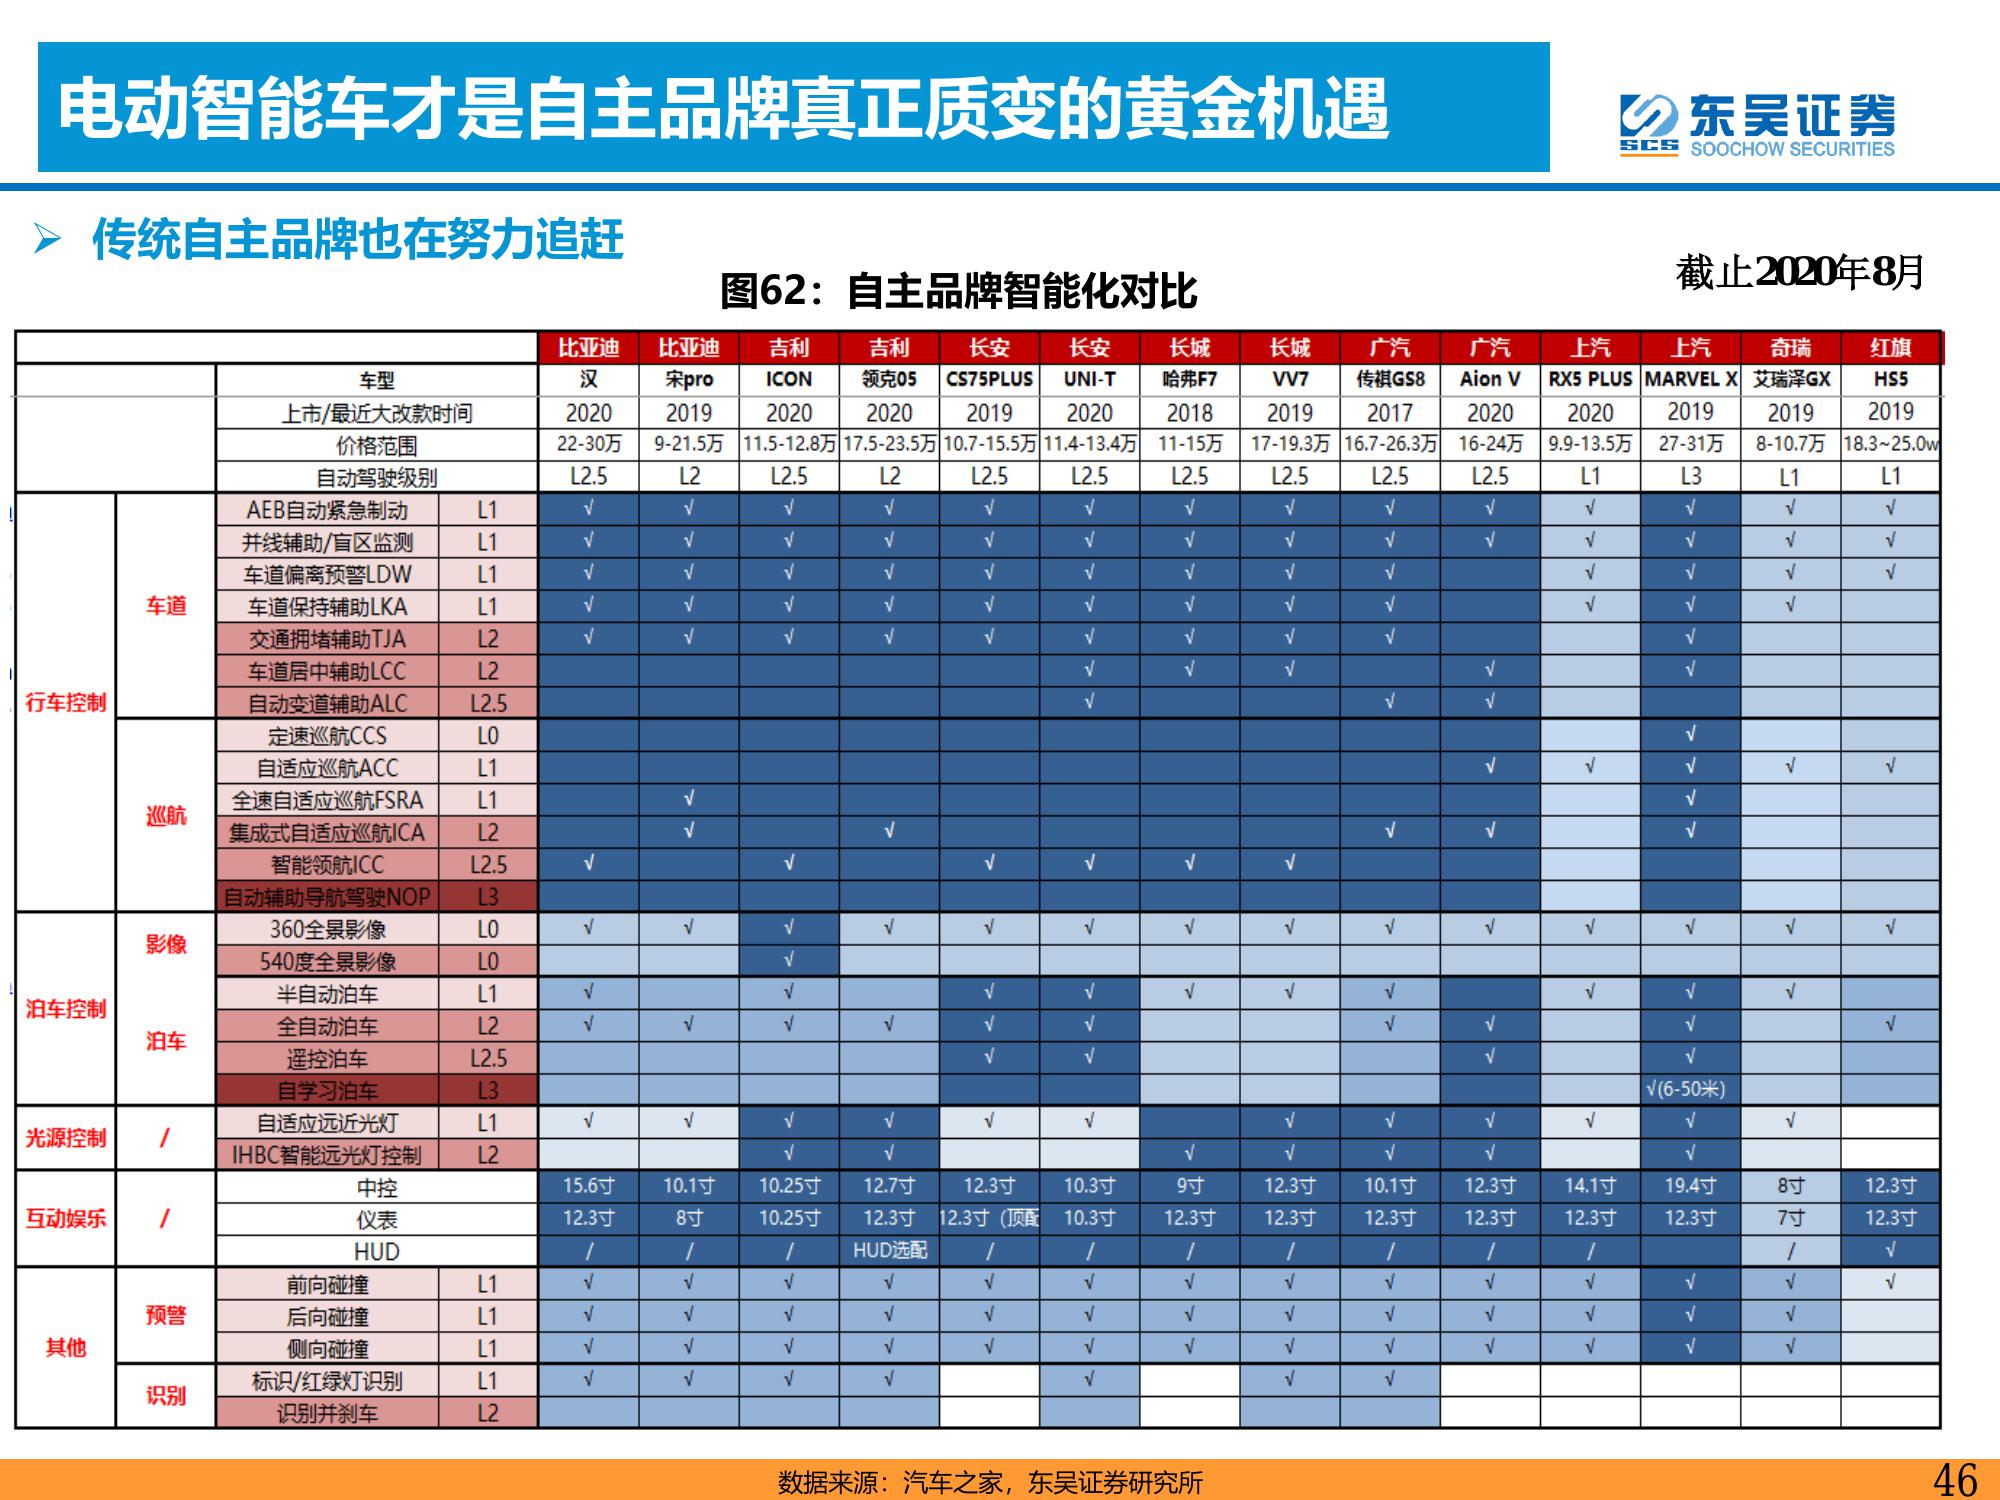 电动智能车才是自主品牌真正质变的黄金机遇
东吴证券
SCS SOOCHOW SECURITIES
传统自主品牌也在努力追赶
截止2020年8月
图62：自主品牌智能化对比
比亚迪 比亚迪 吉利 吉利 长安 长安 长城 长城 广汽 广汽 上汽 上汽 奇瑞 红旗
车型 汉 宋pro ICON 领克05 CS75PLUS UNI-T 哈弗F7 VV7 传祺GS8 Aion V RX5 PLUS MARVEL X 艾瑞泽GX HS5
上市/最近大改款时间 2020 2019 2020 2020 2019 2020 2018 2019 2017 2020 2020 2019 2019 2019
价格范围 22-30万 9-21.5万 11.5-12.8万 17.5-23.5万 10.7-15.5万 11.4-13.4万 11-15万 17-19.3万 16.7-26.3万 16-24万 9.9-13.5万 27-31万 8-10.7万 18.3~25.0w
自动驾驶级别 L2.5 L2 L2.5 L2 L2.5 L2.5 L2.5 L2.5 L2.5 L2.5 L1 L3 L1 L1
行车控制
车道
AEB自动紧急制动 L1 √ √ √ √ √ √ √ √ √ √ √ √ √ √
并线辅助/盲区监测 L1 √ √ √ √ √ √ √ √ √ √ √ √ √ √
车道偏离预警LDW L1 √ √ √ √ √ √ √ √ √ √ √ √ √
车道保持辅助LKA L1 √ √ √ √ √ √ √ √ √ √ √ √
交通拥堵辅助TJA L2 √ √ √ √ √ √ √ √ √ √
车道居中辅助LCC L2 √ √ √ √ √
自动变道辅助ALC L2.5 √ √ √
巡航
定速巡航CCS L0 √
自适应巡航ACC L1 √ √ √ √ √
全速自适应巡航FSRA L1 √ √
集成式自适应巡航ICA L2 √ √ √ √ √
智能领航ICC L2.5 √ √ √ √ √ √
自动辅助导航驾驶NOP L3
泊车控制
影像
360全景影像 L0 √ √ √ √ √ √ √ √ √ √ √ √ √ √
540度全景影像 L0 √
泊车
半自动泊车 L1 √ √ √ √ √ √ √ √ √ √
全自动泊车 L2 √ √ √ √ √ √ √ √ √ √
遥控泊车 L2.5 √ √ √ √
自学习泊车 L3 √(6-50米)
光源控制
/
自适应远近光灯 L1 √ √ √ √ √ √ √ √ √ √ √ √
IHBC智能远光灯控制 L2 √ √ √ √ √ √ √
互动娱乐
/
中控 15.6寸 10.1寸 10.25寸 12.7寸 12.3寸 10.3寸 9寸 12.3寸 10.1寸 12.3寸 14.1寸 19.4寸 8寸 12.3寸
仪表 12.3寸 8寸 10.25寸 12.3寸 12.3寸（顶配 10.3寸 12.3寸 12.3寸 12.3寸 12.3寸 12.3寸 12.3寸 7寸 12.3寸
HUD / / / HUD选配 / / / / / / / / √
其他
预警
前向碰撞 L1 √ √ √ √ √ √ √ √ √ √ √ √ √ √
后向碰撞 L1 √ √ √ √ √ √ √ √ √ √ √ √ √
侧向碰撞 L1 √ √ √ √ √ √ √ √ √ √ √ √ √
识别
标识/红绿灯识别 L1 √ √ √ √ √ √ √
识别并刹车 L2
数据来源：汽车之家，东吴证券研究所
46